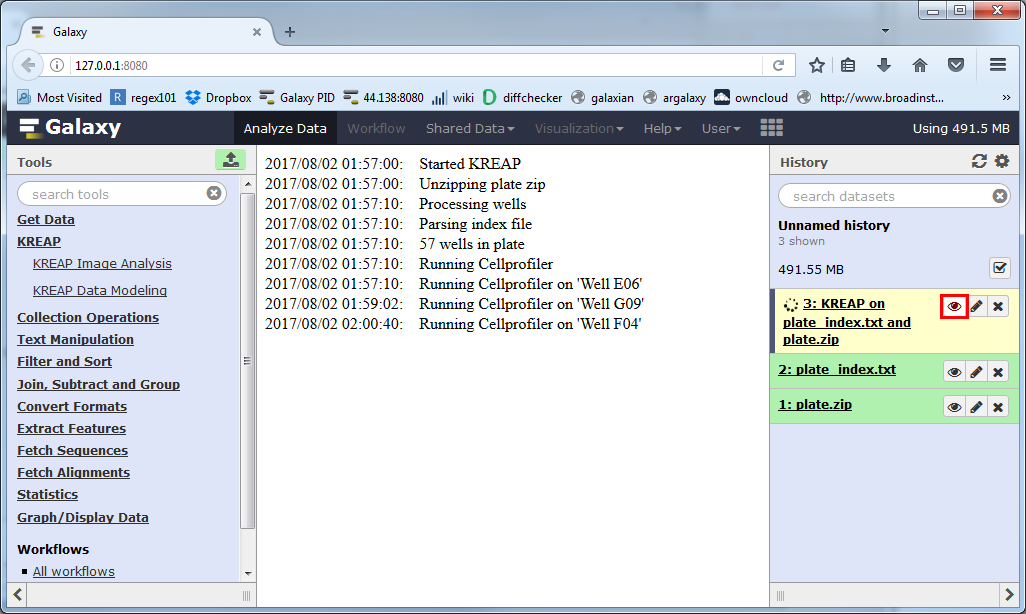 Galaxy
127.0.0.1:8080
Most Visited R regex101 Dropbox Galaxy PID 44.138:8080 wiki D diffchecker galaxian argalaxy owncloud http://www.broadinst... »
Galaxy Analyze Data Workflow Shared Data Visualization Help User Using 491.5 MB
Tools
search tools
Get Data
KREAP
KREAP Image Analysis
KREAP Data Modeling
Collection Operations
Text Manipulation
Filter and Sort
Join, Subtract and Group
Convert Formats
Extract Features
Fetch Sequences
Fetch Alignments
Statistics
Graph/Display Data
Workflows
All workflows
2017/08/02 01:57:00: Started KREAP
2017/08/02 01:57:00: Unzipping plate zip
2017/08/02 01:57:10: Processing wells
2017/08/02 01:57:10: Parsing index file
2017/08/02 01:57:10: 57 wells in plate
2017/08/02 01:57:10: Running Cellprofiler
2017/08/02 01:57:10: Running Cellprofiler on 'Well E06'
2017/08/02 01:59:02: Running Cellprofiler on 'Well G09'
2017/08/02 02:00:40: Running Cellprofiler on 'Well F04'
History
search datasets
Unnamed history
3 shown
491.55 MB
3: KREAP on
plate_index.txt and
plate.zip
2: plate_index.txt
1: plate.zip